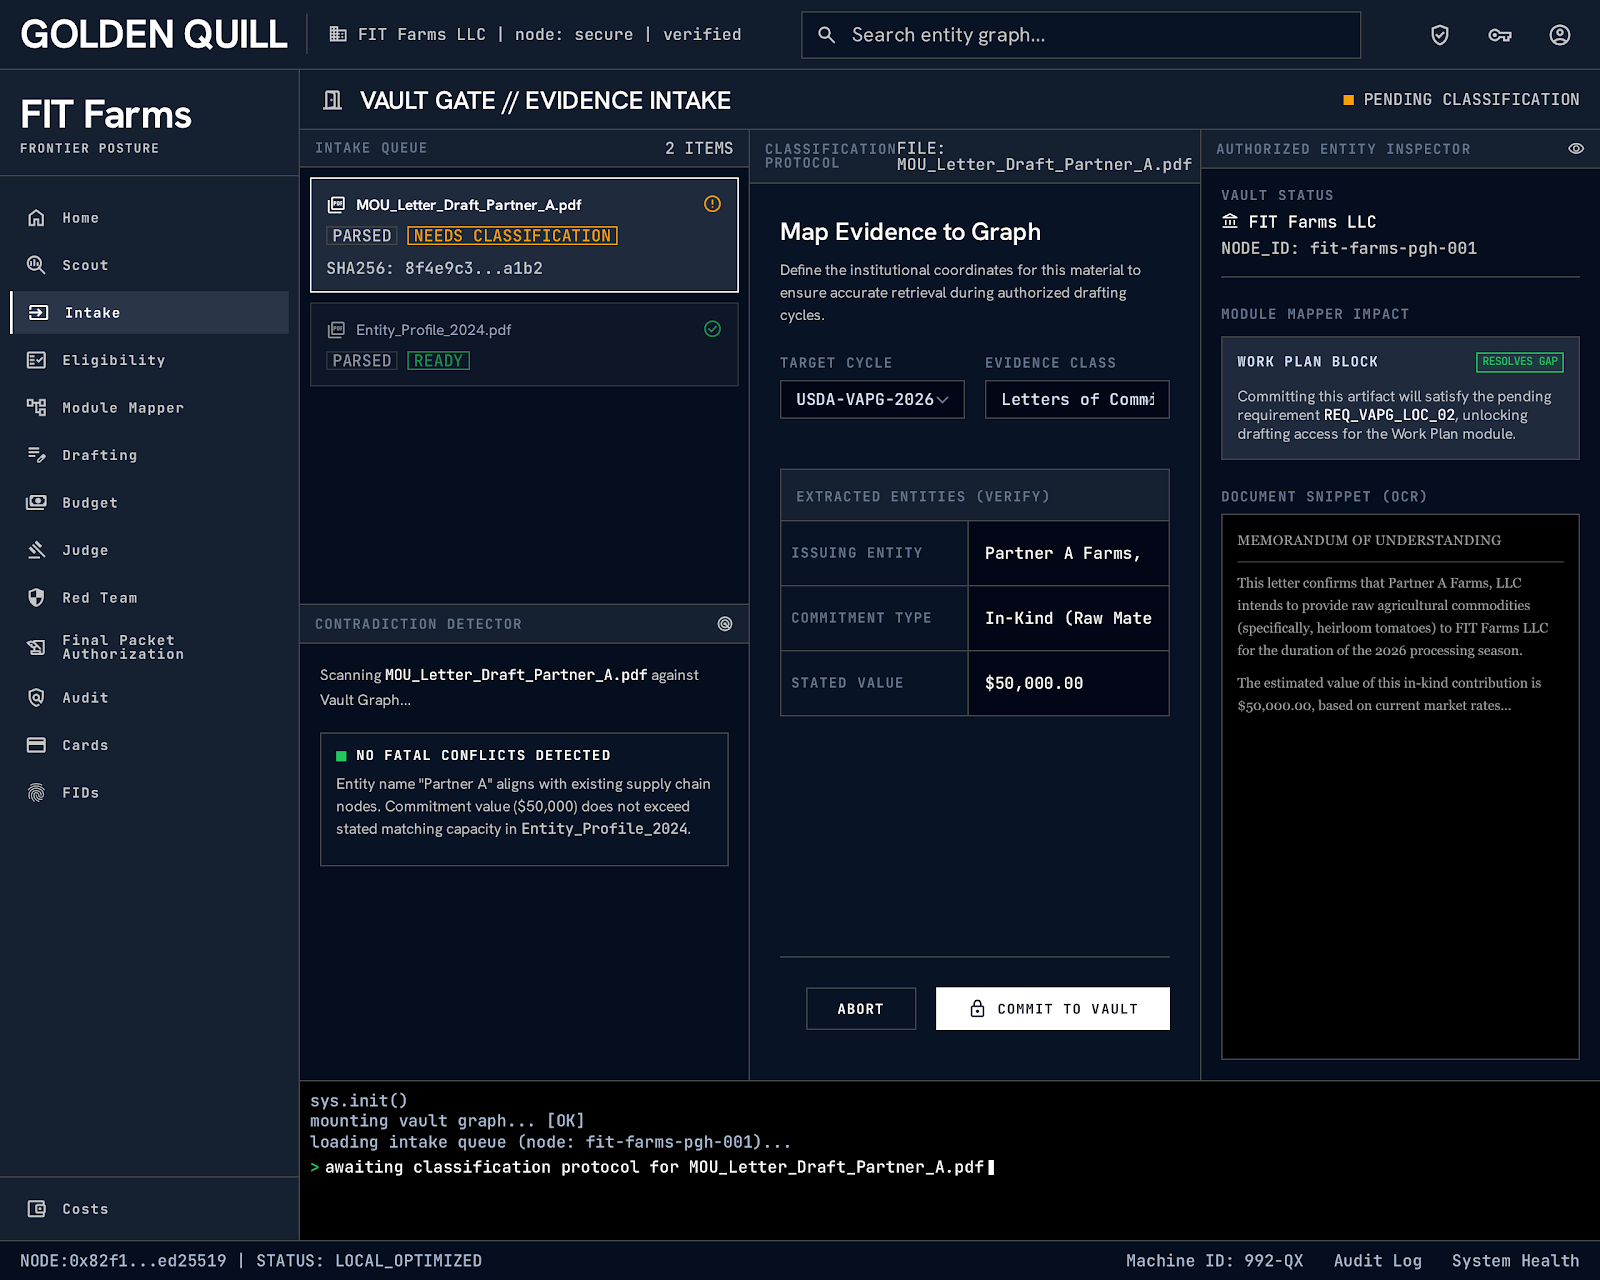 GOLDEN QUILL
FIT Farms LLC | node: secure | verified
Search entity graph...
FIT Farms
FRONTIER POSTURE
Home
Scout
Intake
Eligibility
Module Mapper
Drafting
Budget
Judge
Red Team
Final Packet
Authorization
Audit
Cards
FIDs
Costs
VAULT GATE // EVIDENCE INTAKE
PENDING CLASSIFICATION
INTAKE QUEUE
2 ITEMS
MOU_Letter_Draft_Partner_A.pdf
PARSED NEEDS CLASSIFICATION
SHA256: 8f4e9c3...a1b2
Entity_Profile_2024.pdf
PARSED READY
CONTRADICTION DETECTOR
Scanning MOU_Letter_Draft_Partner_A.pdf against
Vault Graph...
NO FATAL CONFLICTS DETECTED
Entity name "Partner A" aligns with existing supply chain
nodes. Commitment value ($50,000) does not exceed
stated matching capacity in Entity_Profile_2024.
CLASSIFICATION
PROTOCOL
FILE:
MOU_Letter_Draft_Partner_A.pdf
Map Evidence to Graph
Define the institutional coordinates for this material to
ensure accurate retrieval during authorized drafting
cycles.
TARGET CYCLE
USDA-VAPG-2026
EVIDENCE CLASS
Letters of Commi
EXTRACTED ENTITIES (VERIFY)
ISSUING ENTITY
Partner A Farms,
COMMITMENT TYPE
In-Kind (Raw Mate
STATED VALUE
$50,000.00
ABORT
COMMIT TO VAULT
AUTHORIZED ENTITY INSPECTOR
VAULT STATUS
FIT Farms LLC
NODE_ID: fit-farms-pgh-001
MODULE MAPPER IMPACT
WORK PLAN BLOCK
RESOLVES GAP
Committing this artifact will satisfy the pending
requirement REQ_VAPG_LOC_02, unlocking
drafting access for the Work Plan module.
DOCUMENT SNIPPET (OCR)
MEMORANDUM OF UNDERSTANDING
This letter confirms that Partner A Farms, LLC
intends to provide raw agricultural commodities
(specifically, heirloom tomatoes) to FIT Farms LLC
for the duration of the 2026 processing season.
The estimated value of this in-kind contribution is
$50,000.00, based on current market rates...
sys.init()
mounting vault graph... [OK]
loading intake queue (node: fit-farms-pgh-001)...
> awaiting classification protocol for MOU_Letter_Draft_Partner_A.pdf
NODE:0x82f1...ed25519 | STATUS: LOCAL_OPTIMIZED
Machine ID: 992-QX
Audit Log
System Health